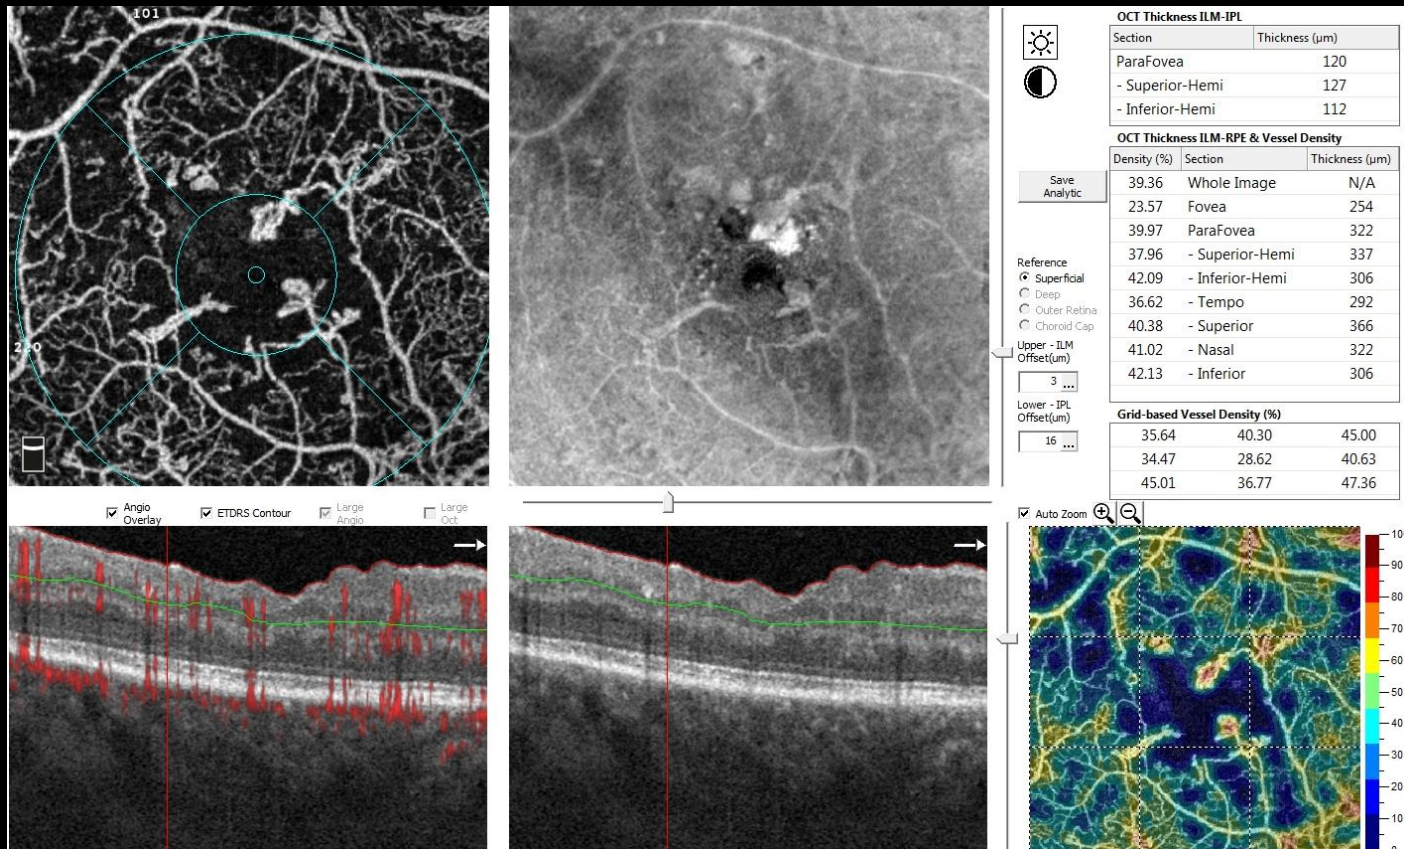 101
220
Angio
Overlay
ETDRS Contour
Large
Angio
Large
Oct
Save
Analytic
Reference
Superficial
Deep
Outer Retina
Choroid Cap
Upper - ILM
Offset(um)
3 ...
Lower - IPL
Offset(um)
16 ...
OCT Thickness ILM-IPL
Section Thickness (µm)
ParaFovea 120
- Superior-Hemi 127
- Inferior-Hemi 112
OCT Thickness ILM-RPE & Vessel Density
Density (%) Section Thickness (µm)
39.36 Whole Image N/A
23.57 Fovea 254
39.97 ParaFovea 322
37.96 - Superior-Hemi 337
42.09 - Inferior-Hemi 306
36.62 - Tempo 292
40.38 - Superior 366
41.02 - Nasal 322
42.13 - Inferior 306
Grid-based Vessel Density (%)
35.64 40.30 45.00
34.47 28.62 40.63
45.01 36.77 47.36
Auto Zoom
90
80
70
60
50
40
30
20
10